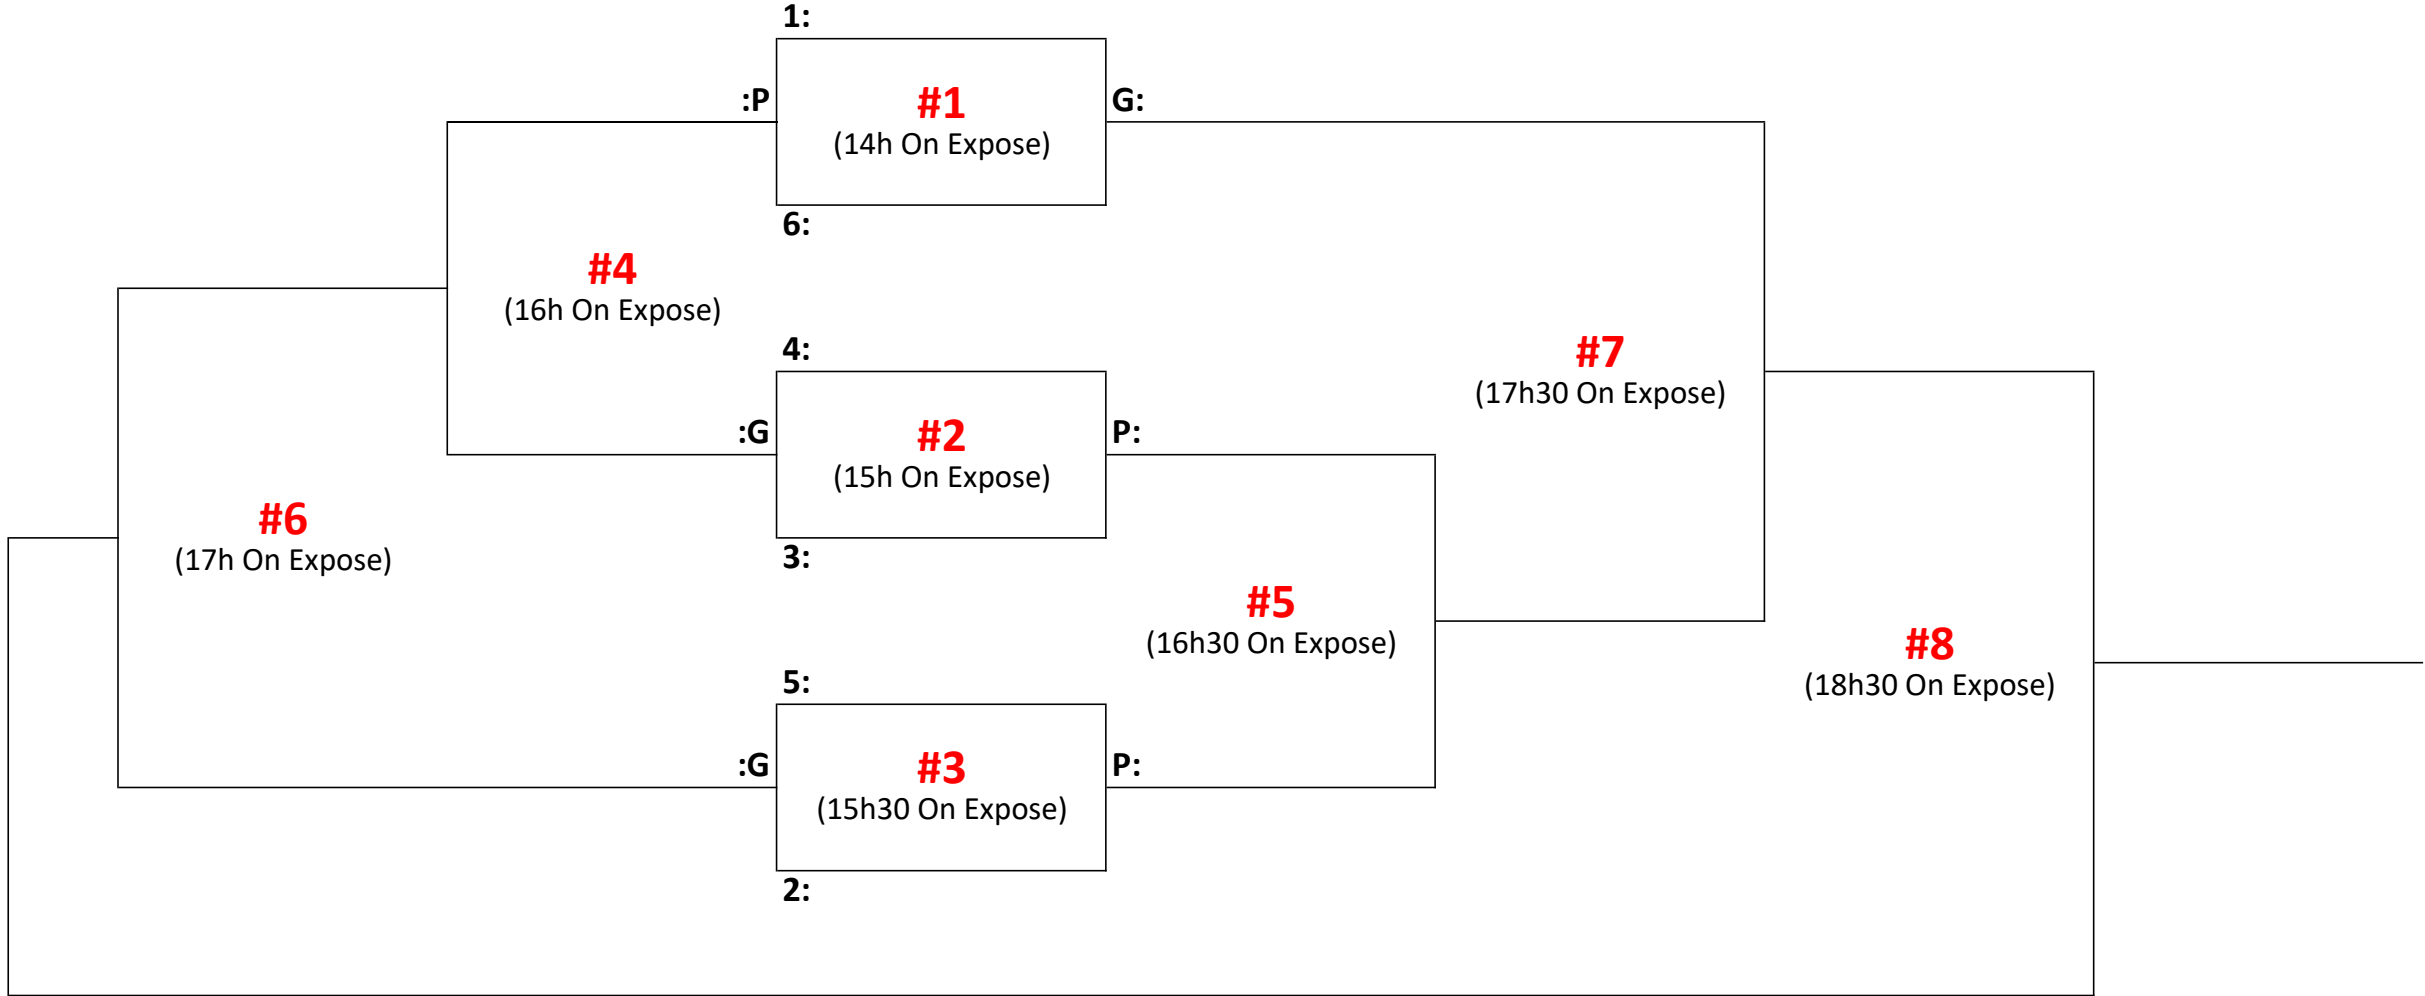 1:
:P
#1
G:
(14h On Expose)
6:
#4
(16h On Expose)
4:
#7
(17h30 On Expose)
:G
#2
P:
(15h On Expose)
#6
(17h On Expose)
3:
#5
(16h30 On Expose)
#8
(18h30 On Expose)
5:
:G
#3
P:
(15h30 On Expose)
2: